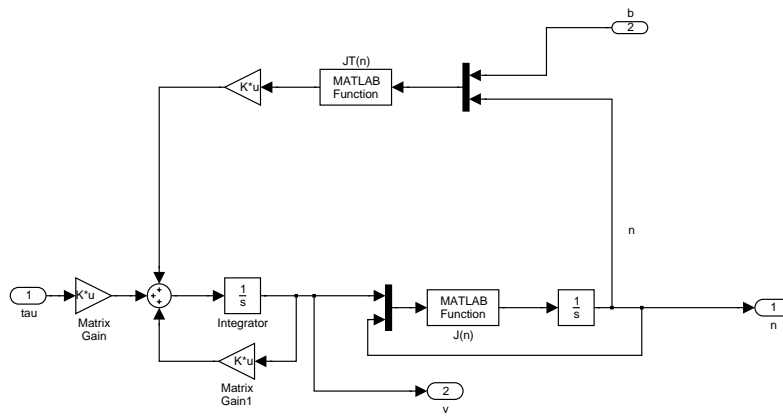 b
2
JT(n)
K*u
MATLAB
Function
n
1
tau
K*u
Matrix
Gain
+
+
+
1
s
Integrator
MATLAB
Function
J(n)
1
s
1
n
K*u
Matrix
Gain1
2
v